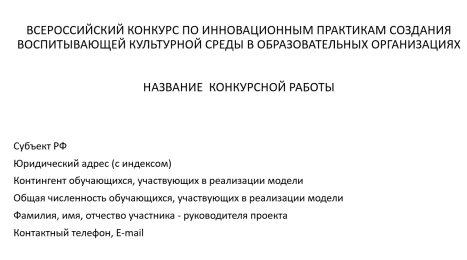 ВСЕРОССИЙСКИЙ КОНКУРС ПО ИННОВАЦИОННЫМ ПРАКТИКАМ СОЗДАНИЯ
ВОСПИТЫВАЮЩЕЙ КУЛЬТУРНОЙ СРЕДЫ В ОБРАЗОВАТЕЛЬНЫХ ОРГАНИЗАЦИЯХ
НАЗВАНИЕ КОНКУРСНОЙ РАБОТЫ
Субъект РФ
Юридический адрес (с индексом)
Контингент обучающихся, участвующих в реализации модели
Общая численность обучающихся, участвующих в реализации модели
Фамилия, имя, отчество участника - руководителя проекта
Контактный телефон, E-mail